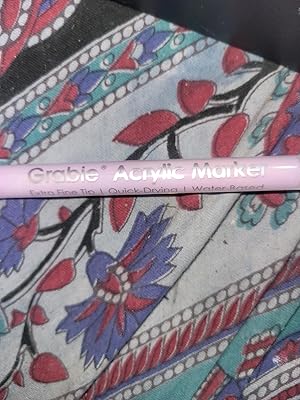 Grabie® Acrylic Marker
Extra Fine Tip | Quick-Drying | Water-Based